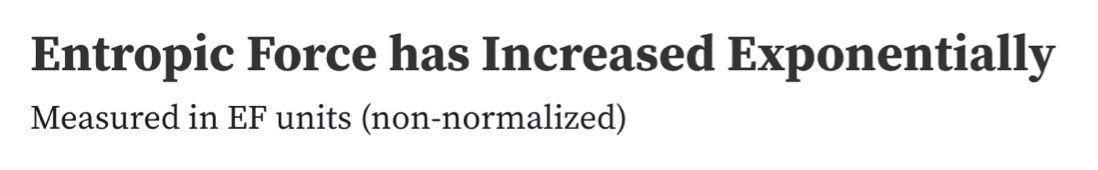 Entropic Force has Increased Exponentially
Measured in EF units (non-normalized)